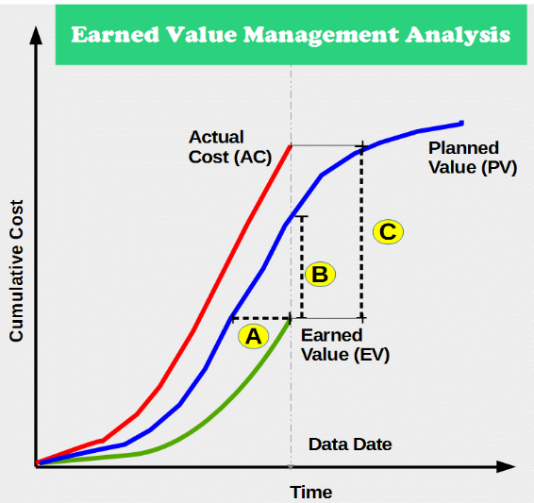 Earned Value Management Analysis
Actual
Cost (AC)
Planned
Value (PV)
C
B
A
Earned
Value (EV)
Cumulative Cost
Data Date
Time